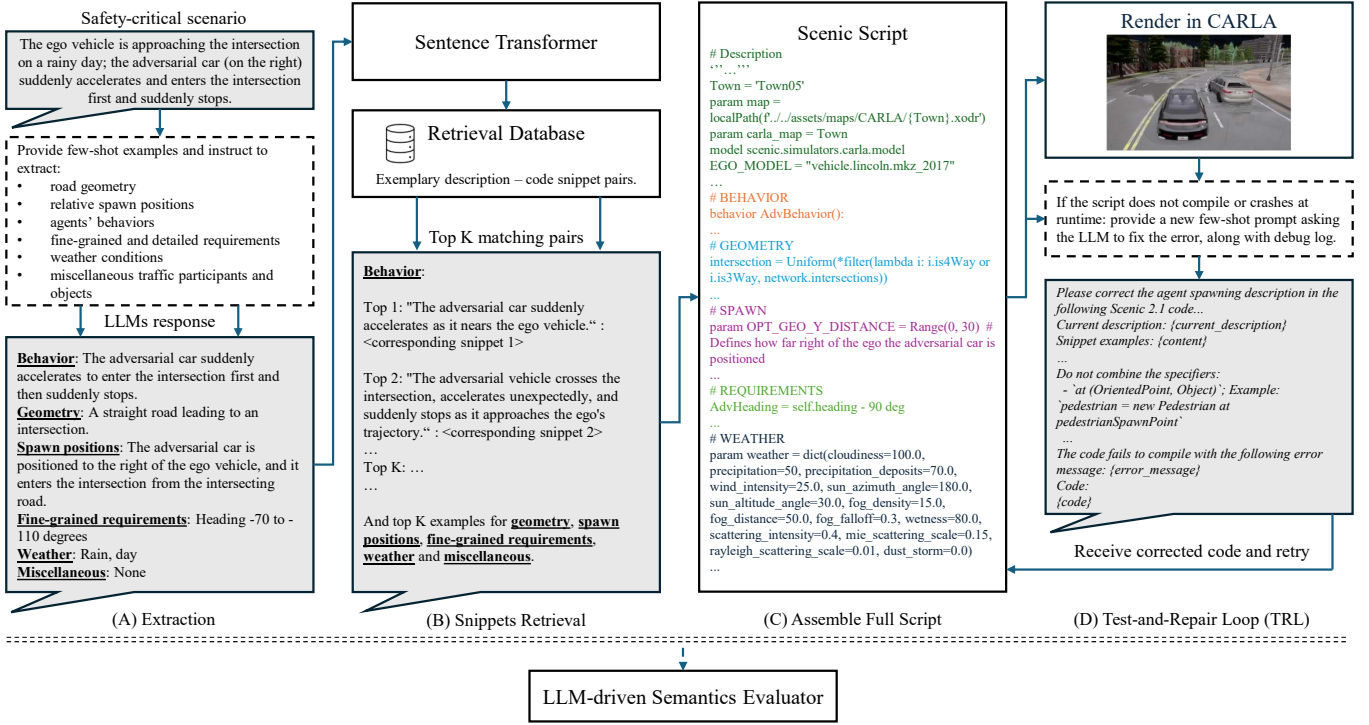 Safety-critical scenario
The ego vehicle is approaching the intersection
on a rainy day; the adversarial car (on the right)
suddenly accelerates and enters the intersection
first and suddenly stops.
Provide few-shot examples and instruct to
extract:
• road geometry
• relative spawn positions
• agents' behaviors
• fine-grained and detailed requirements
• weather conditions
• miscellaneous traffic participants and
objects
LLMs response
Behavior: The adversarial car suddenly
accelerates to enter the intersection first and
then suddenly stops.
Geometry: A straight road leading to an
intersection.
Spawn positions: The adversarial car is
positioned to the right of the ego vehicle, and it
enters the intersection from the intersecting
road.
Fine-grained requirements: Heading -70 to -
110 degrees
Weather: Rain, day
Miscellaneous: None
(A) Extraction
Sentence Transformer
Retrieval Database
Exemplary description – code snippet pairs.
Top K matching pairs
Behavior:
Top 1: "The adversarial car suddenly
accelerates as it nears the ego vehicle.“ :
<corresponding snippet 1>
Top 2: "The adversarial vehicle crosses the
intersection, accelerates unexpectedly, and
suddenly stops as it approaches the ego's
trajectory.“ : <corresponding snippet 2>
…
Top K: …
…
And top K examples for geometry, spawn
positions, fine-grained requirements,
weather and miscellaneous.
(B) Snippets Retrieval
Scenic Script
# Description
‘’’…’’’
Town = 'Town05'
param map =
localPath(f'../../assets/maps/CARLA/{Town}.xodr')
param carla_map = Town
model scenic.simulators.carla.model
EGO_MODEL = "vehicle.lincoln.mkz_2017"
…
# BEHAVIOR
behavior AdvBehavior():
...
# GEOMETRY
intersection = Uniform(*filter(lambda i: i.is4Way or
i.is3Way, network.intersections))
...
# SPAWN
param OPT_GEO_Y_DISTANCE = Range(0, 30) #
Defines how far right of the ego the adversarial car is
positioned
...
# REQUIREMENTS
AdvHeading = self.heading - 90 deg
...
# WEATHER
param weather = dict(cloudiness=100.0,
precipitation=50, precipitation_deposits=70.0,
wind_intensity=25.0, sun_azimuth_angle=180.0,
sun_altitude_angle=30.0, fog_density=15.0,
fog_distance=50.0, fog_falloff=0.3, wetness=80.0,
scattering_intensity=0.4, mie_scattering_scale=0.15,
rayleigh_scattering_scale=0.01, dust_storm=0.0)
...
(C) Assemble Full Script
Render in CARLA
If the script does not compile or crashes at
runtime: provide a new few-shot prompt asking
the LLM to fix the error, along with debug log.
Please correct the agent spawning description in the
following Scenic 2.1 code...
Current description: {current_description}
Snippet examples: {content}
…
Do not combine the specifiers:
- `at (OrientedPoint, Object)`; Example:
`pedestrian = new Pedestrian at
pedestrianSpawnPoint`
…
The code fails to compile with the following error
message: {error_message}
Code:
{code}
Receive corrected code and retry
(D) Test-and-Repair Loop (TRL)
LLM-driven Semantics Evaluator